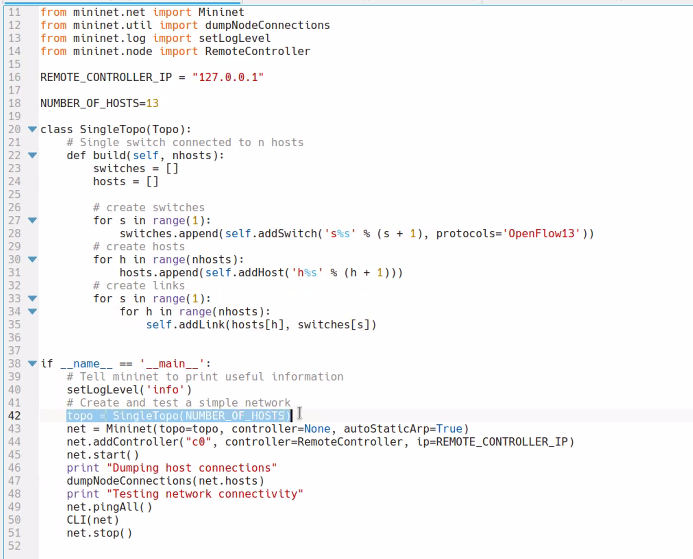 11 from mininet.net import Mininet
12 from mininet.util import dumpNodeConnections
13 from mininet.log import setLogLevel
14 from mininet.node import RemoteController
15
16 REMOTE_CONTROLLER_IP = "127.0.0.1"
17
18 NUMBER_OF_HOSTS=13
19
20 class SingleTopo(Topo):
21     # Single switch connected to n hosts
22     def build(self, nhosts):
23         switches = []
24         hosts = []
25
26         # create switches
27         for s in range(1):
28             switches.append(self.addSwitch('s%s' % (s + 1), protocols='OpenFlow13'))
29         # create hosts
30         for h in range(nhosts):
31             hosts.append(self.addHost('h%s' % (h + 1)))
32         # create links
33         for s in range(1):
34             for h in range(nhosts):
35                 self.addLink(hosts[h], switches[s])
36
37
38 if __name__ == '__main__':
39     # Tell mininet to print useful information
40     setLogLevel('info')
41     # Create and test a simple network
42     topo = SingleTopo(NUMBER_OF_HOSTS)
43     net = Mininet(topo=topo, controller=None, autoStaticArp=True)
44     net.addController("c0", controller=RemoteController, ip=REMOTE_CONTROLLER_IP)
45     net.start()
46     print "Dumping host connections"
47     dumpNodeConnections(net.hosts)
48     print "Testing network connectivity"
49     net.pingAll()
50     CLI(net)
51     net.stop()
52